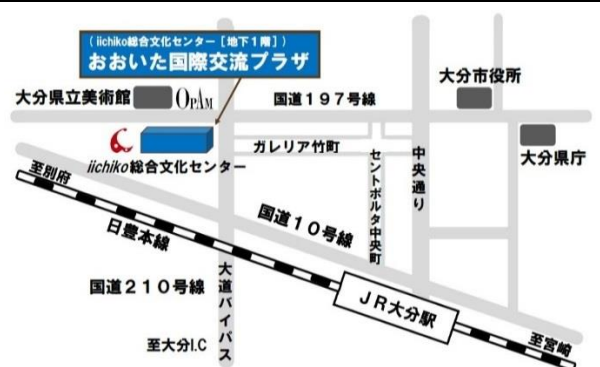 （iichiko総合文化センター［地下１階］）
おおいた国際交流プラザ
大分県立美術館
OPAM
国道１９７号線
大分市役所
大分県庁
ガレリア竹町
iichiko総合文化センター
セントポルタ中央町
中央通り
至別府
日豊本線
国道１０号線
国道２１０号線
大道バイパス
ＪＲ大分駅
至大分I.C
至宮崎